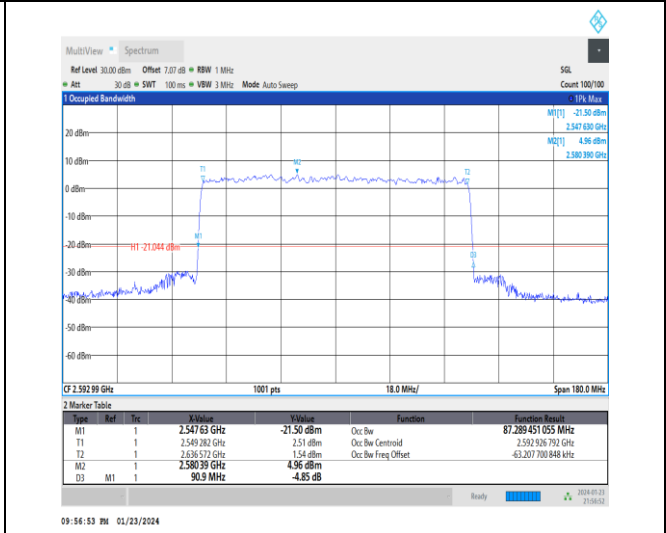 MultiView Spectrum
Ref Level 30.00 dBm Offset 7.07 dB RBW 1 MHz SGL
Att 30 dB SWT 100 ms VBW 3 MHz Mode Auto Sweep Count 100/100
1 Occupied Bandwidth 1Pk Max
M1[1] -21.50 dBm
2.547 630 GHz
M2[1] 4.96 dBm
2.580 390 GHz
20 dBm
10 dBm
M2
T1
T2
0 dBm
-10 dBm
M1
-20 dBm
H1 -21.044 dBm
D3
-30 dBm
-40 dBm
-50 dBm
-60 dBm
CF 2.592 99 GHz 1001 pts 18.0 MHz/ Span 180.0 MHz
2 Marker Table
Type Ref Trc X-Value Y-Value Function Function Result
M1 1 2.547 63 GHz -21.50 dBm Occ Bw 87.289 451 055 MHz
T1 1 2.549 282 GHz 2.51 dBm Occ Bw Centroid 2.592 926 792 GHz
T2 1 2.636 572 GHz 1.54 dBm Occ Bw Freq Offset -63.207 700 848 kHz
M2 1 2.580 39 GHz 4.96 dBm
D3 M1 1 90.9 MHz -4.85 dB
Ready 2024-01-23
21:56:52
09:56:53 PM 01/23/2024